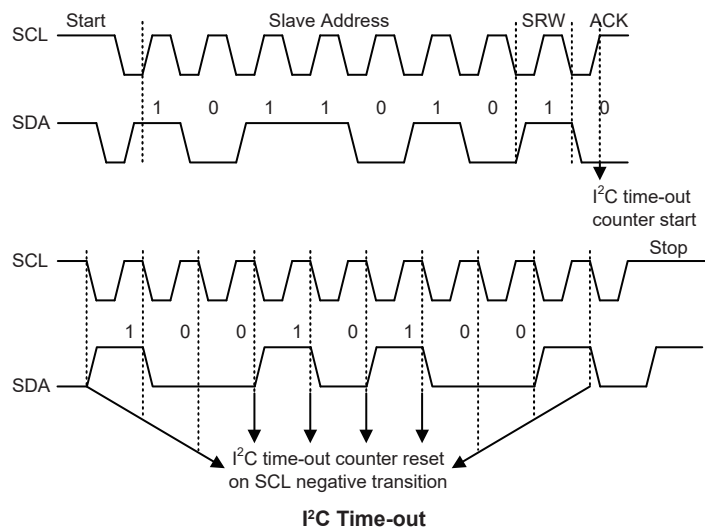 Start Slave Address SRW ACK
SCL
1 0 1 1 0 1 0 1 0
SDA
I²C time-out
counter start
Stop
SCL
1 0 0 1 0 1 0 0
SDA
I²C time-out counter reset
on SCL negative transition
I²C Time-out